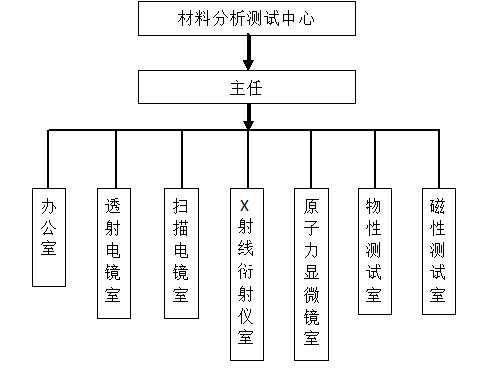 材料分析测试中心
主任
办公室
透射电镜室
扫描电镜室
X射线衍射仪室
原子力显微镜室
物性测试室
磁性测试室